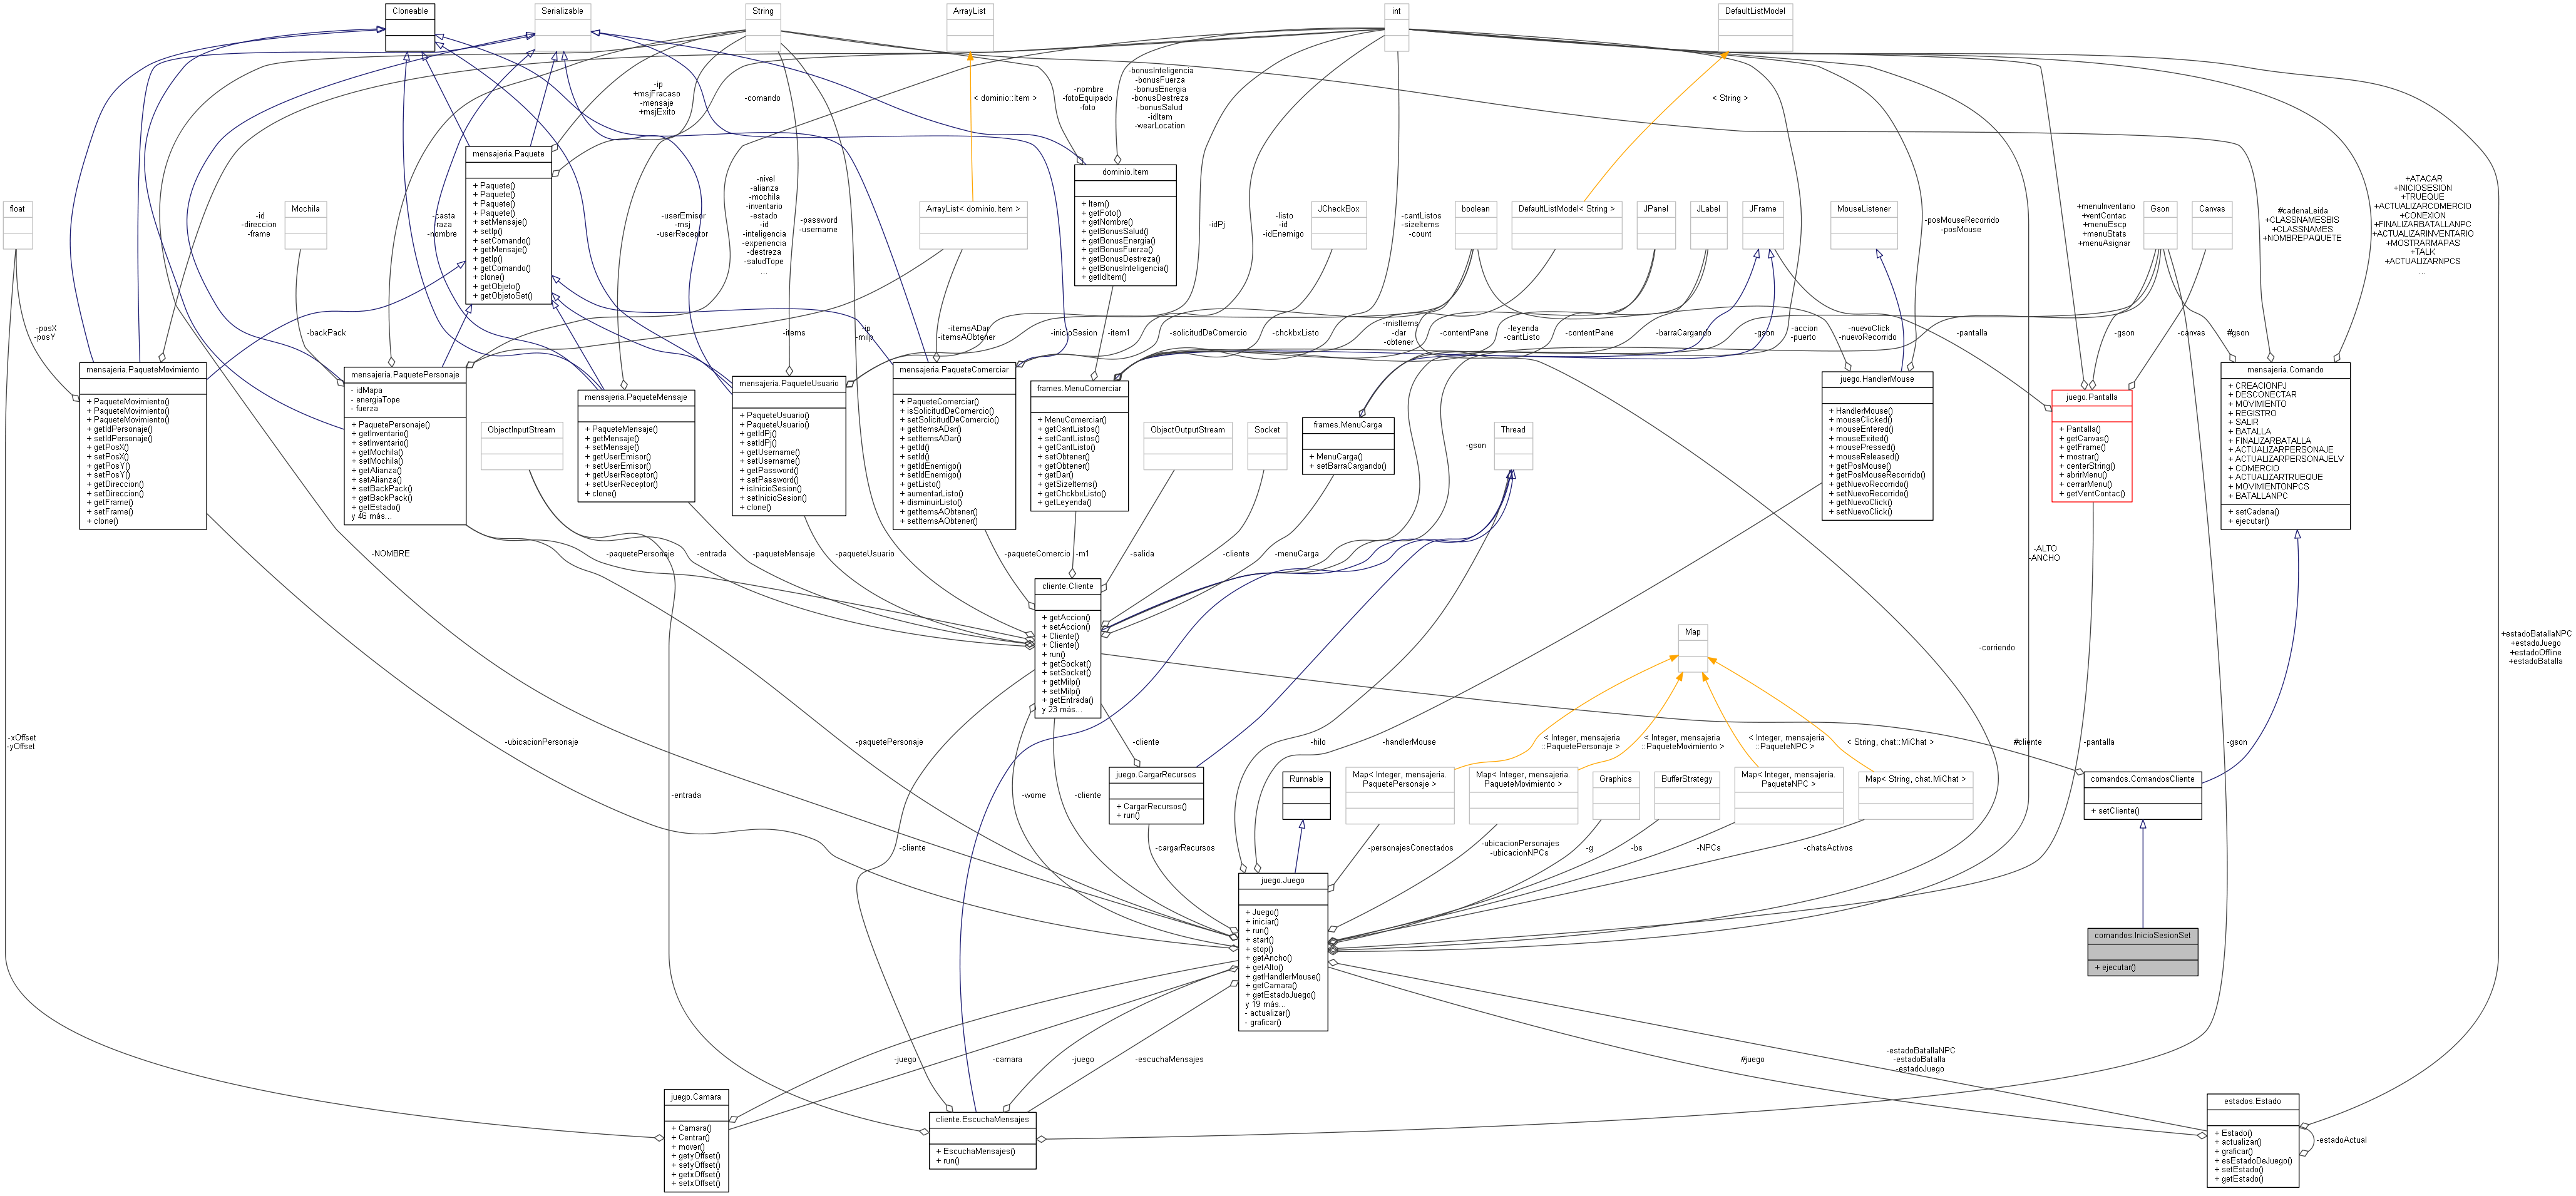 Cloneable
Serializable
String
ArrayList
int
DefaultListModel
-ip
+msjFracaso
-mensaje
+msjExito
-comando
< dominio::Item >
-nombre
-fotoEquipado
-foto
-bonusInteligencia
-bonusFuerza
-bonusEnergia
-bonusDestreza
-bonusSalud
-idItem
-wearLocation
< String >
mensajeria.Paquete
+ Paquete()
+ Paquete()
+ Paquete()
+ Paquete()
+ setMensaje()
+ setIp()
+ setComando()
+ getMensaje()
+ getIp()
+ getComando()
+ clone()
+ getObjeto()
+ getObjetoSet()
dominio.Item
+ Item()
+ getFoto()
+ getNombre()
+ getBonusSalud()
+ getBonusEnergia()
+ getBonusFuerza()
+ getBonusDestreza()
+ getBonusInteligencia()
+ getIdItem()
float
Mochila
-id
-direccion
-frame
-casta
-raza
-nombre
-userEmisor
-msj
-userReceptor
-nivel
-alianza
-mochila
-inventario
-estado
-id
-inteligencia
-experiencia
-destreza
-saludTope
...
-password
-username
ArrayList< dominio.Item >
-idPj
-listo
-id
-idEnemigo
JCheckBox
-cantListos
-sizeItems
-count
boolean
DefaultListModel< String >
JPanel
JLabel
JFrame
MouseListener
-posMouseRecorrido
-posMouse
+menuInventario
+ventContac
+menuEscp
+menuStats
+menuAsignar
Gson
Canvas
#cadenaLeida
+CLASSNAMESBIS
+CLASSNAMES
+NOMBREPAQUETE
+ATACAR
+INICIOSESION
+TRUEQUE
+ACTUALIZARCOMERCIO
+CONEXION
+FINALIZARBATALLANPC
+ACTUALIZARINVENTARIO
+MOSTRARMAPAS
+TALK
+ACTUALIZARNPCS
...
-posX
-posY
-backPack
-items
-ip
-milp
-itemsADar
-itemsAObtener
-inicioSesion
-item1
-solicitudDeComercio
-chckbxListo
-misItems
-dar
-obtener
-contentPane
-leyenda
-cantListo
-contentPane
-barraCargando
-gson
-accion
-puerto
-nuevoClick
-nuevoRecorrido
-pantalla
-gson
-canvas
#gson
mensajeria.PaqueteMovimiento
+ PaqueteMovimiento()
+ PaqueteMovimiento()
+ PaqueteMovimiento()
+ getIdPersonaje()
+ setIdPersonaje()
+ getPosX()
+ setPosX()
+ getPosY()
+ setPosY()
+ getDireccion()
+ setDireccion()
+ getFrame()
+ setFrame()
+ clone()
mensajeria.PaquetePersonaje
- idMapa
- energiaTope
- fuerza
+ PaquetePersonaje()
+ getInventario()
+ setInventario()
+ getMochila()
+ setMochila()
+ getAlianza()
+ setAlianza()
+ setBackPack()
+ getBackPack()
+ getEstado()
y 46 más...
ObjectInputStream
mensajeria.PaqueteMensaje
+ PaqueteMensaje()
+ getMensaje()
+ setMensaje()
+ getUserEmisor()
+ setUserEmisor()
+ getUserReceptor()
+ setUserReceptor()
+ clone()
mensajeria.PaqueteUsuario
+ PaqueteUsuario()
+ PaqueteUsuario()
+ getIdPj()
+ setIdPj()
+ getUsername()
+ setUsername()
+ getPassword()
+ setPassword()
+ isInicioSesion()
+ setInicioSesion()
+ clone()
mensajeria.PaqueteComerciar
+ PaqueteComerciar()
+ isSolicitudDeComercio()
+ setSolicitudDeComercio()
+ getItemsADar()
+ setItemsADar()
+ getId()
+ setId()
+ getIdEnemigo()
+ setIdEnemigo()
+ getListo()
+ aumentarListo()
+ disminuirListo()
+ getItemsAObtener()
+ setItemsAObtener()
frames.MenuComerciar
+ MenuComerciar()
+ getCantListos()
+ setCantListos()
+ getCantListo()
+ setObtener()
+ getObtener()
+ getDar()
+ getSizeItems()
+ getChckbxListo()
+ getLeyenda()
ObjectOutputStream
Socket
frames.MenuCarga
+ MenuCarga()
+ setBarraCargando()
-gson
Thread
juego.HandlerMouse
+ HandlerMouse()
+ mouseClicked()
+ mouseEntered()
+ mouseExited()
+ mousePressed()
+ mouseReleased()
+ getPosMouse()
+ getPosMouseRecorrido()
+ getNuevoRecorrido()
+ setNuevoRecorrido()
+ getNuevoClick()
+ setNuevoClick()
juego.Pantalla
+ Pantalla()
+ getCanvas()
+ getFrame()
+ mostrar()
+ centerString()
+ abrirMenu()
+ cerrarMenu()
+ getVentContac()
mensajeria.Comando
+ CREACIONPJ
+ DESCONECTAR
+ MOVIMIENTO
+ REGISTRO
+ SALIR
+ BATALLA
+ FINALIZARBATALLA
+ ACTUALIZARPERSONAJE
+ ACTUALIZARPERSONAJELV
+ COMERCIO
+ ACTUALIZARTRUEQUE
+ MOVIMIENTONPCS
+ BATALLANPC
+ setCadena()
+ ejecutar()
-NOMBRE
-paquetePersonaje
-entrada
-paqueteMensaje
-paqueteUsuario
-paqueteComercio
-m1
-salida
-cliente
-menuCarga
-ALTO
-ANCHO
cliente.Cliente
+ getAccion()
+ setAccion()
+ Cliente()
+ Cliente()
+ run()
+ getSocket()
+ setSocket()
+ getMilp()
+ setMilp()
+ getEntrada()
y 23 más...
Map
-corriendo
+estadoBatallaNPC
+estadoJuego
+estadoOffline
+estadoBatalla
-xOffset
-yOffset
-ubicacionPersonaje
-paquetePersonaje
-cliente
-hilo
-handlerMouse
< Integer, mensajeria
::PaquetePersonaje >
< Integer, mensajeria
::PaqueteMovimiento >
< Integer, mensajeria
::PaqueteNPC >
< String, chat::MiChat >
#cliente
-pantalla
-gson
-entrada
-wome
-cliente
juego.CargarRecursos
+ CargarRecursos()
+ run()
Runnable
Map< Integer, mensajeria.
PaquetePersonaje >
Map< Integer, mensajeria.
PaqueteMovimiento >
Graphics
BufferStrategy
Map< Integer, mensajeria.
PaqueteNPC >
Map< String, chat.MiChat >
comandos.ComandosCliente
+ setCliente()
-cliente
-cargarRecursos
-personajesConectados
-ubicacionPersonajes
-ubicacionNPCs
-g
-bs
-NPCs
-chatsActivos
juego.Juego
+ Juego()
+ iniciar()
+ run()
+ start()
+ stop()
+ getAncho()
+ getAlto()
+ getHandlerMouse()
+ getCamara()
+ getEstadoJuego()
y 19 más...
- actualizar()
- graficar()
comandos.InicioSesionSet
+ ejecutar()
-juego
-camara
-juego
-escuchaMensajes
#juego
-estadoBatallaNPC
-estadoBatalla
-estadoJuego
juego.Camara
+ Camara()
+ Centrar()
+ mover()
+ getyOffset()
+ setyOffset()
+ getxOffset()
+ setxOffset()
cliente.EscuchaMensajes
+ EscuchaMensajes()
+ run()
estados.Estado
+ Estado()
+ actualizar()
+ graficar()
+ esEstadoDeJuego()
+ setEstado()
+ getEstado()
-estadoActual